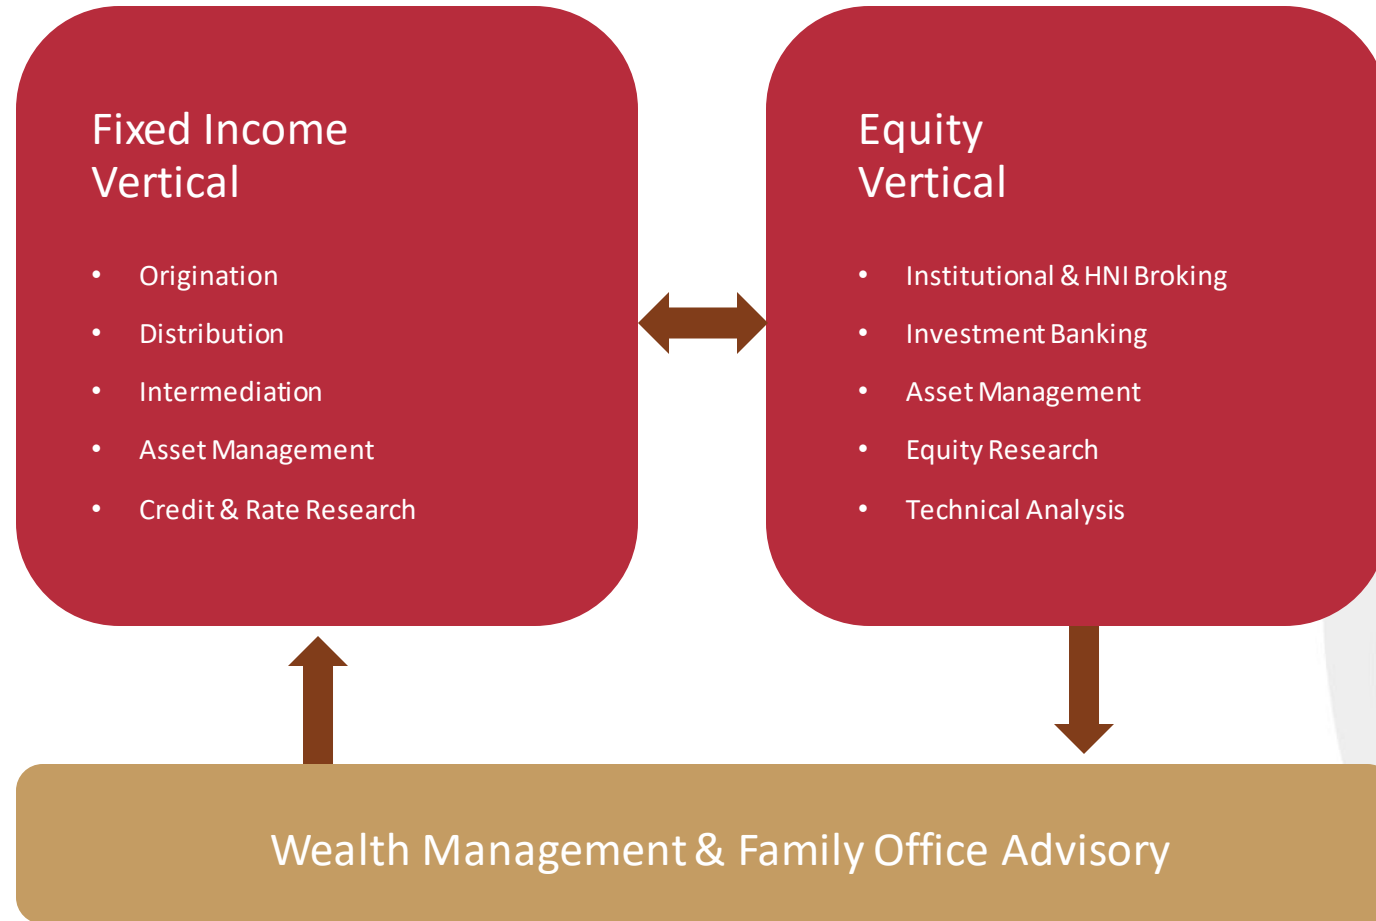 Fixed Income
Vertical
• Origination
• Distribution
• Intermediation
• Asset Management
• Credit & Rate Research
Equity
Vertical
• Institutional & HNI Broking
• Investment Banking
• Asset Management
• Equity Research
• Technical Analysis
Wealth Management & Family Office Advisory